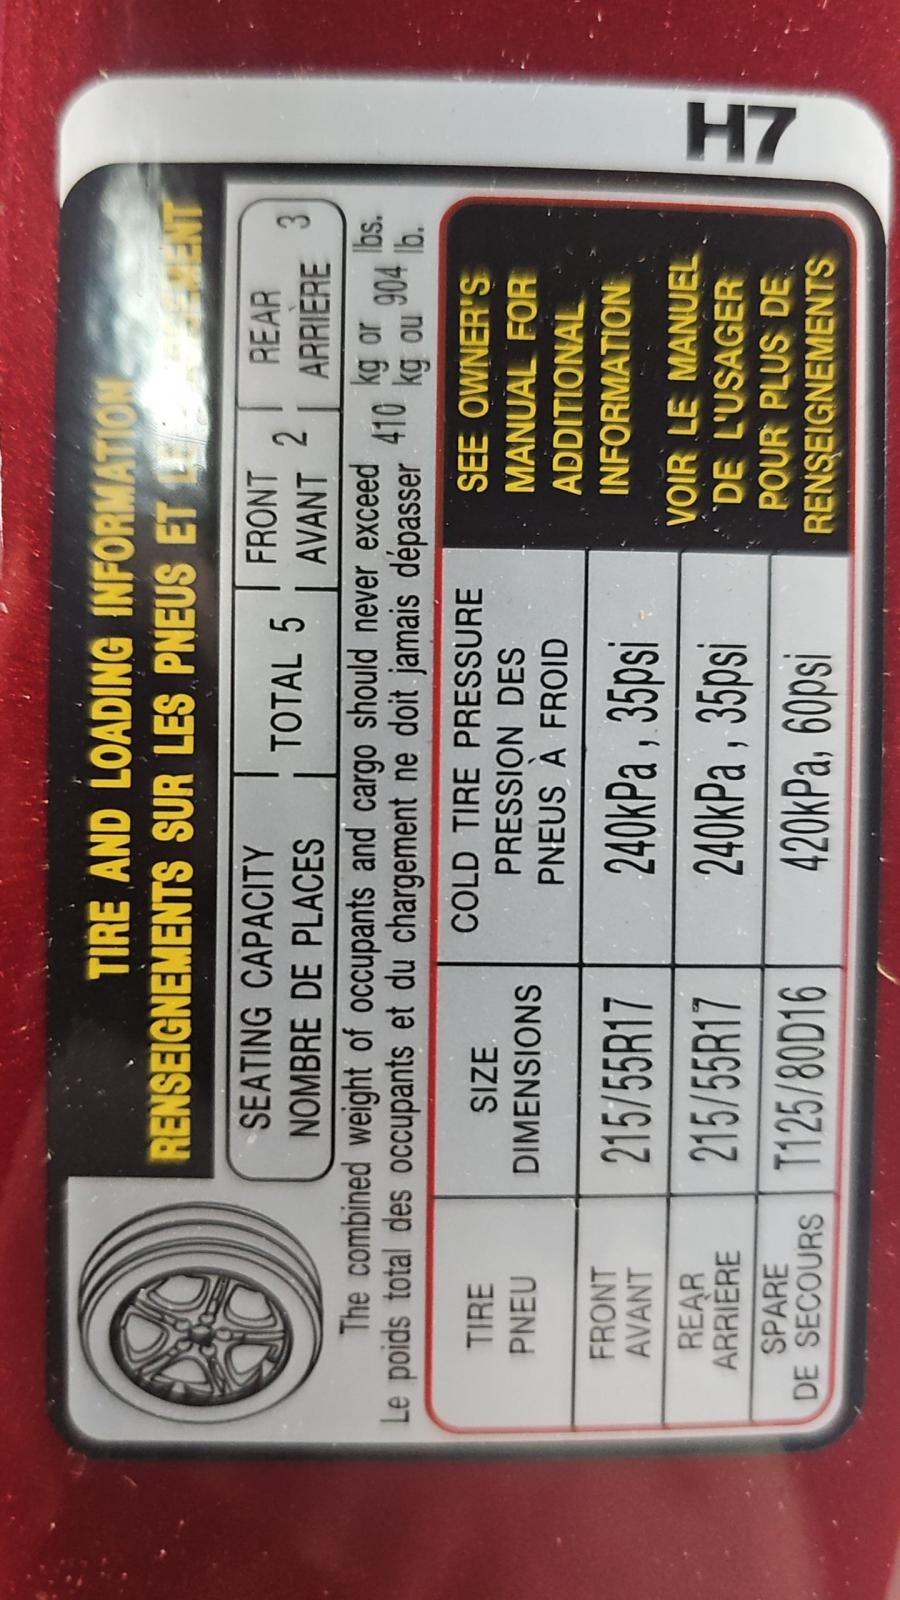 TIRE AND LOADING INFORMATION
RENSEIGNEMENTS SUR LES PNEUS ET
SEATING CAPACITY TOTAL 5 FRONT 2 REAR 3
NOMBRE DE PLACES AVANT ARRIÈRE
The combined weight of occupants and cargo should never exceed 410 kg or 904 lbs.
Le poids total des occupants et du chargement ne doit jamais dépasser kg ou lb.
TIRE SIZE COLD TIRE PRESSURE
PNEU DIMENSIONS PRESSION DES
PNEUS À FROID
FRONT 215/55R17 240kPa , 35psi
AVANT
REAR 215/55R17 240kPa , 35psi
ARRIÈRE
SPARE T125/80D16 420kPa, 60psi
DE SECOURS
SEE OWNER'S
MANUAL FOR
ADDITIONAL
INFORMATION
VOIR LE MANUEL
DE L'USAGER
POUR PLUS DE
RENSEIGNEMENTS
H7